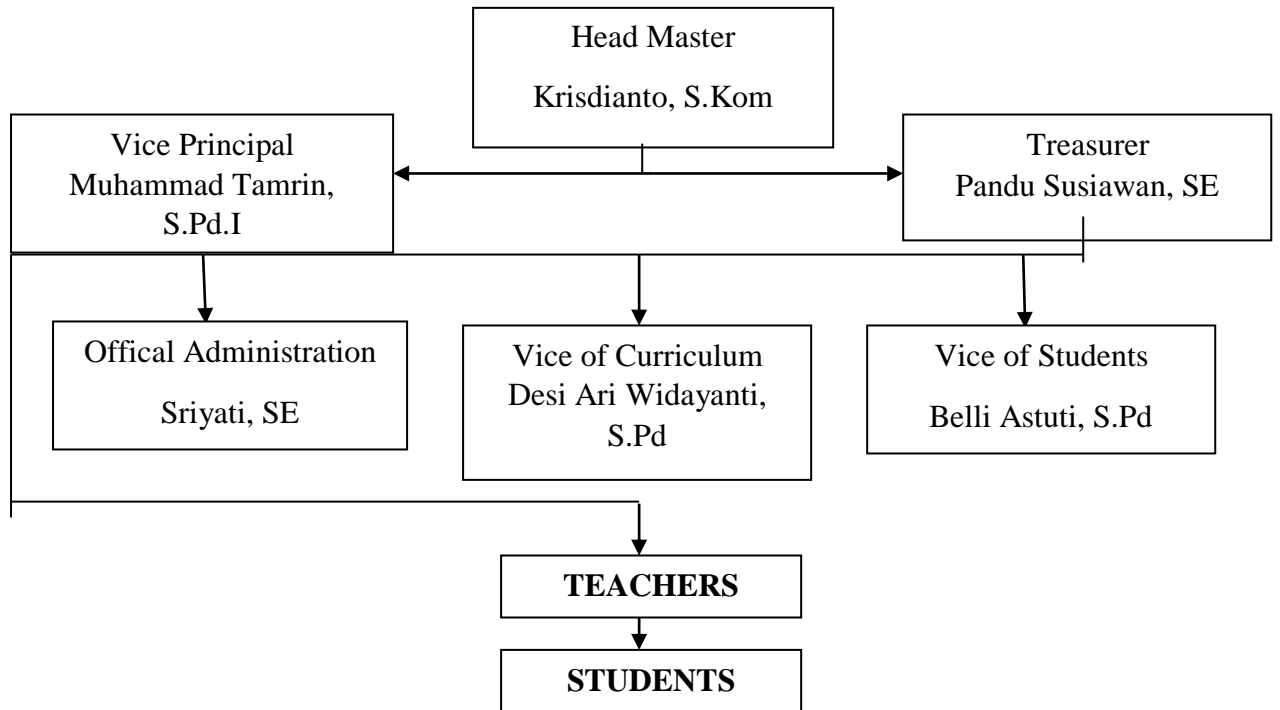 Head Master
Krisdianto, S.Kom
Vice Principal
Muhammad Tamrin,
S.Pd.I
Treasurer
Pandu Susiawan, SE
Offical Administration
Sriyati, SE
Vice of Curriculum
Desi Ari Widayanti,
S.Pd
Vice of Students
Belli Astuti, S.Pd
TEACHERS
STUDENTS